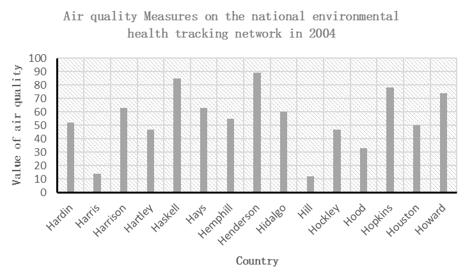 Air quality Measures on the national environmental
health tracking network in 2004
Value of air quality
100
90
80
70
60
50
40
30
20
10
0
Hardin
Harris
Harrison
Hartley
Haskell
Hays
Hemphill
Henderson
Hidalgo
Hill
Hockley
Hood
Hopkins
Houston
Howard
Country